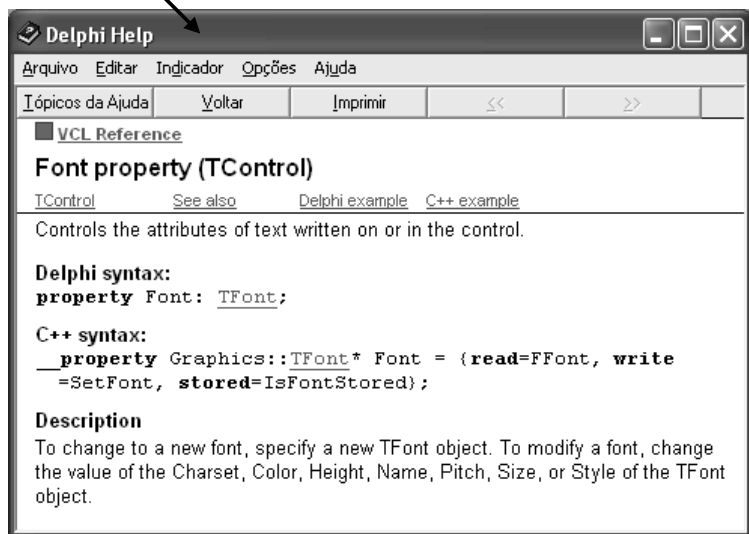 Delphi Help
Arquivo Editar Indicador Opções Ajuda
Tópicos da Ajuda Voltar Imprimir << >>
VCL Reference
Font property (TControl)
TControl See also Delphi example C++ example
Controls the attributes of text written on or in the control.
Delphi syntax:
property Font: TFont;
C++ syntax:
__property Graphics::TFont* Font = {read=FFont, write
=SetFont, stored=IsFontStored};
Description
To change to a new font, specify a new TFont object. To modify a font, change
the value of the Charset, Color, Height, Name, Pitch, Size, or Style of the TFont
object.